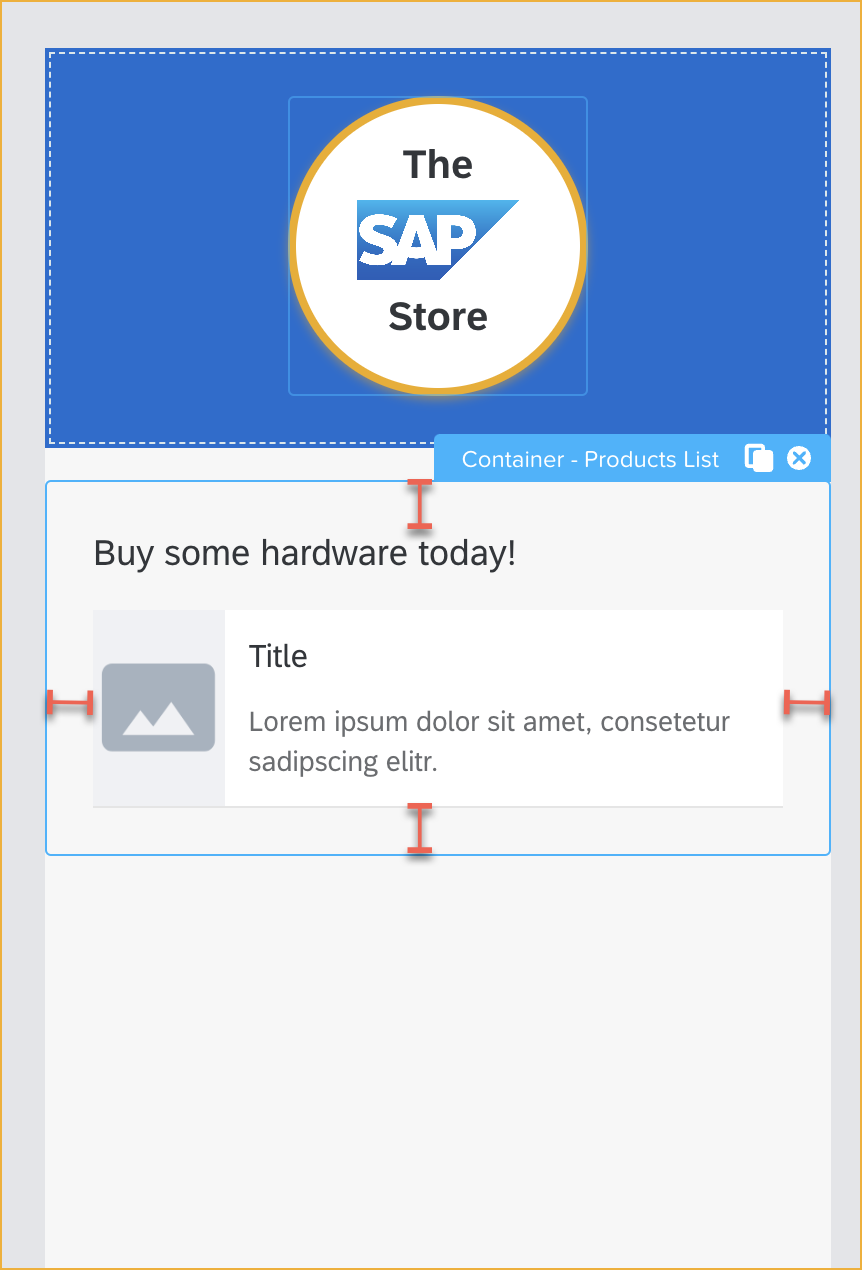 The
SAP
Store
Container - Products List
Buy some hardware today!
Title
Lorem ipsum dolor sit amet, consetetur
sadipscing elitr.